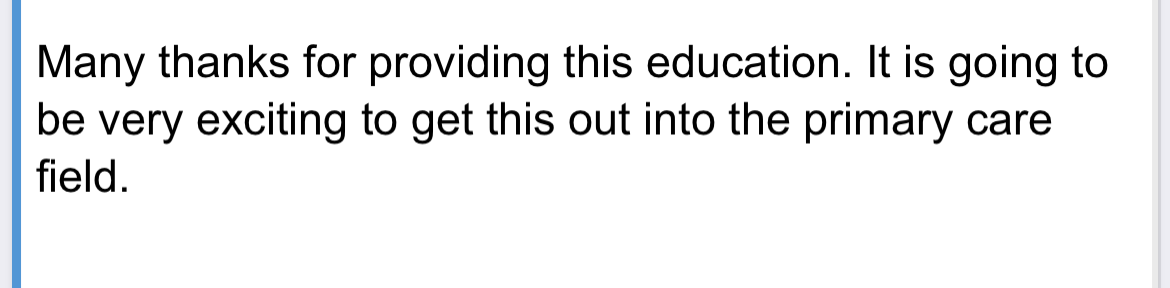 Many thanks for providing this education. It is going to
be very exciting to get this out into the primary care
field.